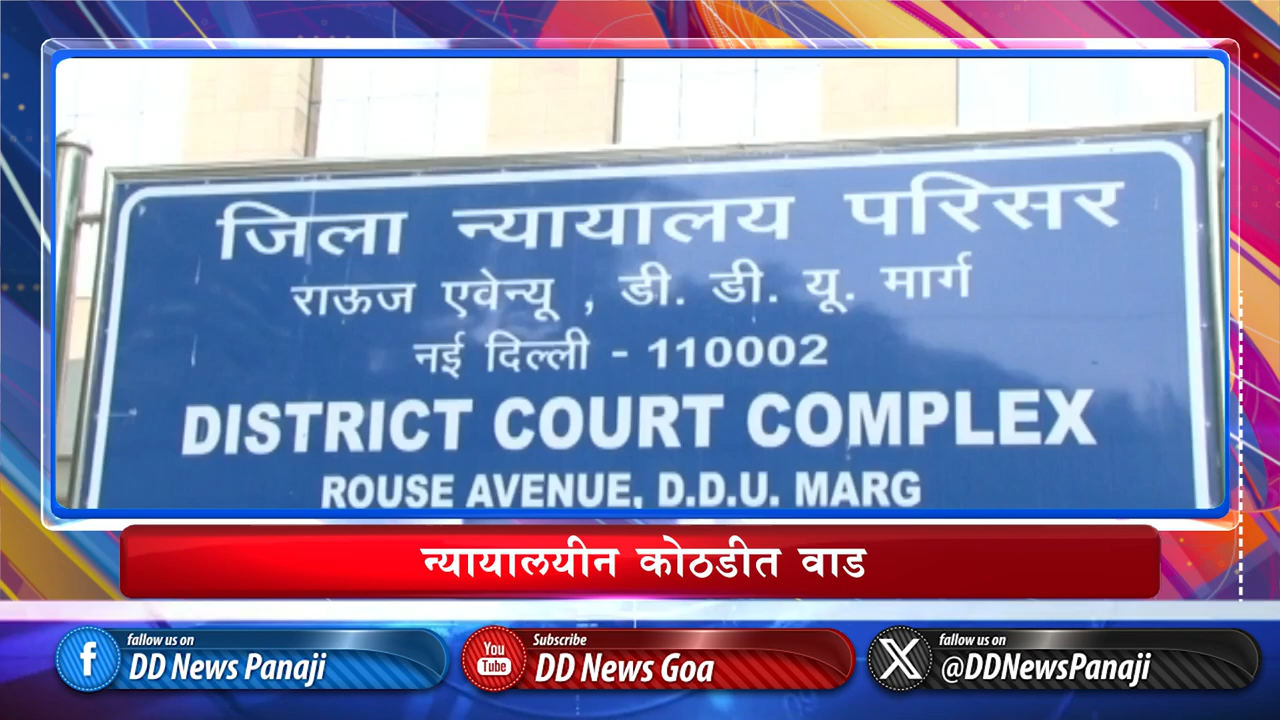 जिला न्यायालय परिसर
राऊज एवेन्यू , डी. डी. यू. मार्ग
नई दिल्ली - 110002
DISTRICT COURT COMPLEX
ROUSE AVENUE, D.D.U. MARG
न्यायालयीन कोठडीत वाड
fallow us on
DD News Panaji
You
Tube
Subscribe
DD News Goa
fallow us on
@DDNewsPanaji